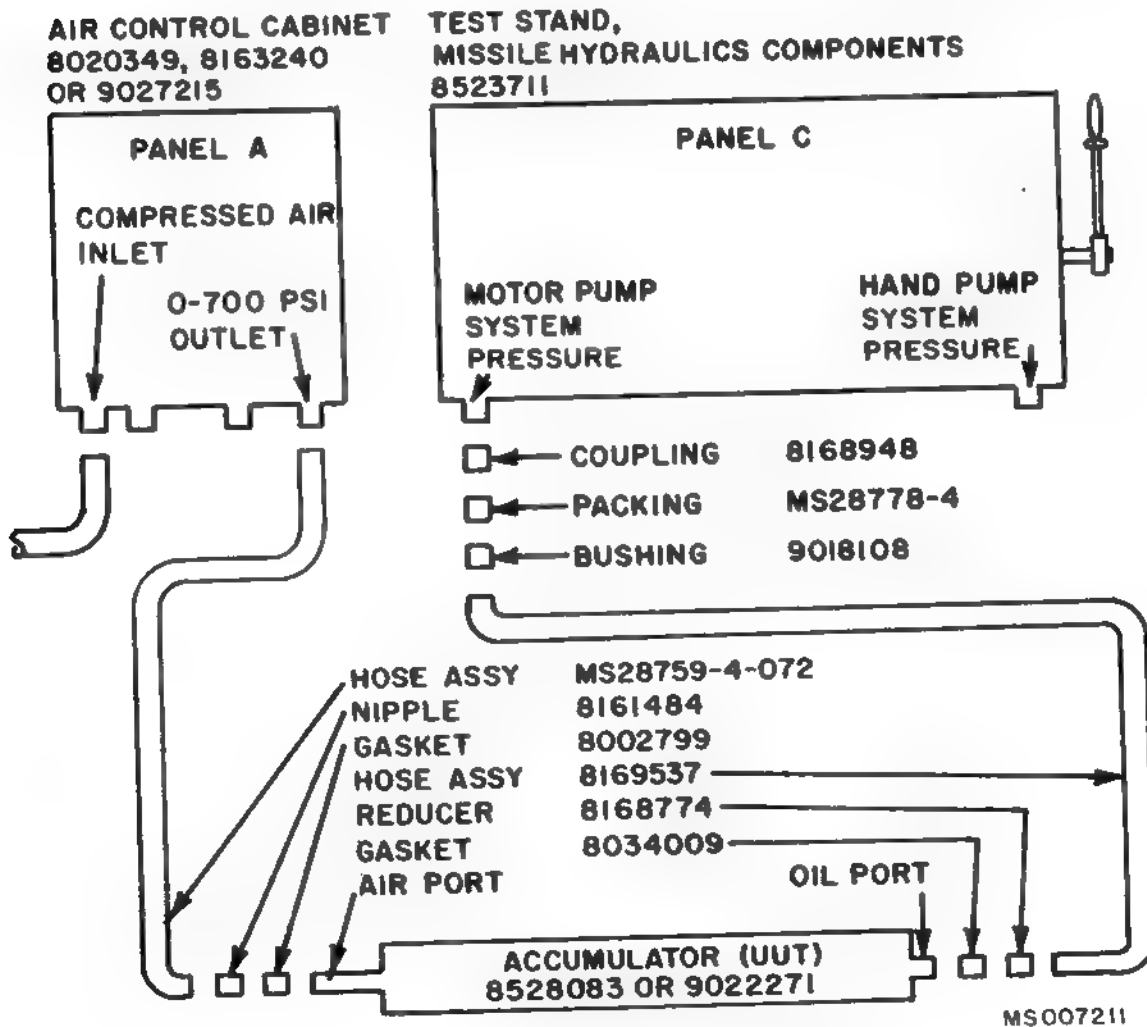 AIR CONTROL CABINET
8020349, 8163240
OR 9027215
TEST STAND,
MISSILE HYDRAULICS COMPONENTS
8523711
PANEL A
PANEL C
COMPRESSED AIR
INLET
0-700 PSI
OUTLET
MOTOR PUMP
SYSTEM
PRESSURE
HAND PUMP
SYSTEM
PRESSURE
COUPLING 8168948
PACKING MS28778-4
BUSHING 9018108
HOSE ASSY MS28759-4-072
NIPPLE 8161484
GASKET 8002799
HOSE ASSY 8169537
REDUCER 8168774
GASKET 8034009
AIR PORT
OIL PORT
ACCUMULATOR (UUT)
8528083 OR 9022271
MS007211